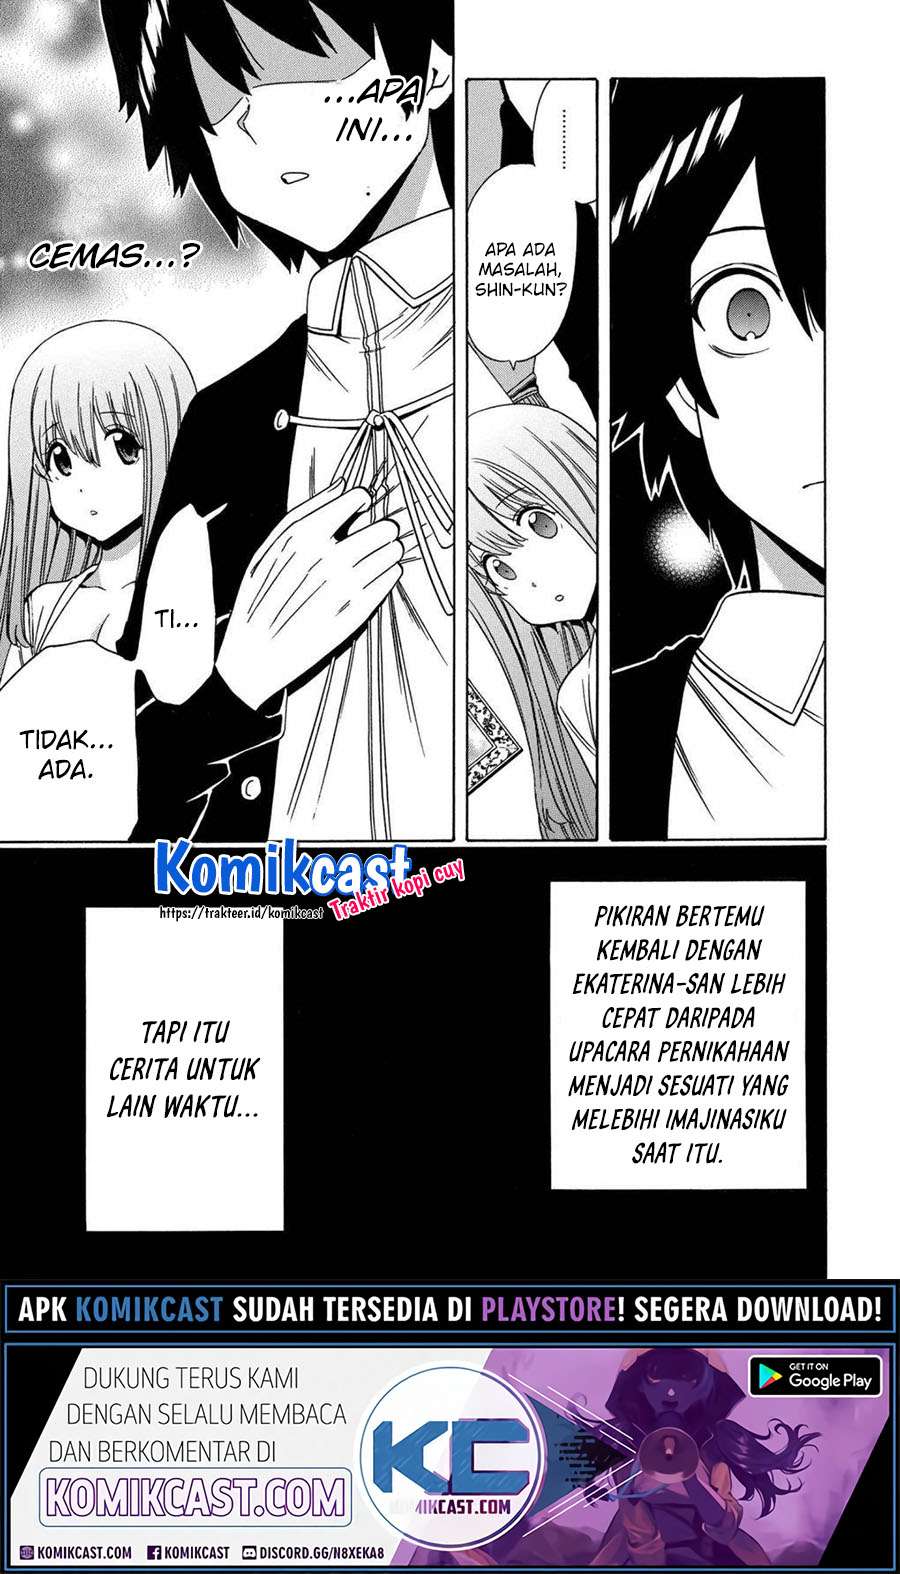 ...........
APA ADA
MASALAH,
SHIN-KUN?
...APA
INI...
CEMAS...?
TI...
TIDAK...
ADA.
Komikcast
https://trakteer.id/komikcast
Traktir kopi cuy
PIKIRAN BERTEMU
KEMBALI DENGAN
EKATERINA-SAN LEBIH
CEPAT DARIPADA
UPACARA PERNIKAHAAN
MENJADI SESUATI YANG
MELEBIHI IMAJINASIKU
SAAT ITU.
TAPI ITU
CERITA UNTUK
LAIN WAKTU...
APK KOMIKCAST SUDAH TERSEDIA DI PLAYSTORE! SEGERA DOWNLOAD!
DUKUNG TERUS KAMI
DENGAN SELALU MEMBACA
DAN BERKOMENTAR DI
KOMIKCAST.COM
KOMIKCAST.COM KOMIKCAST DISCORD.GG/N8XEKA8
KC
KOMIKCAST.COM
GET IT ON
Google Play